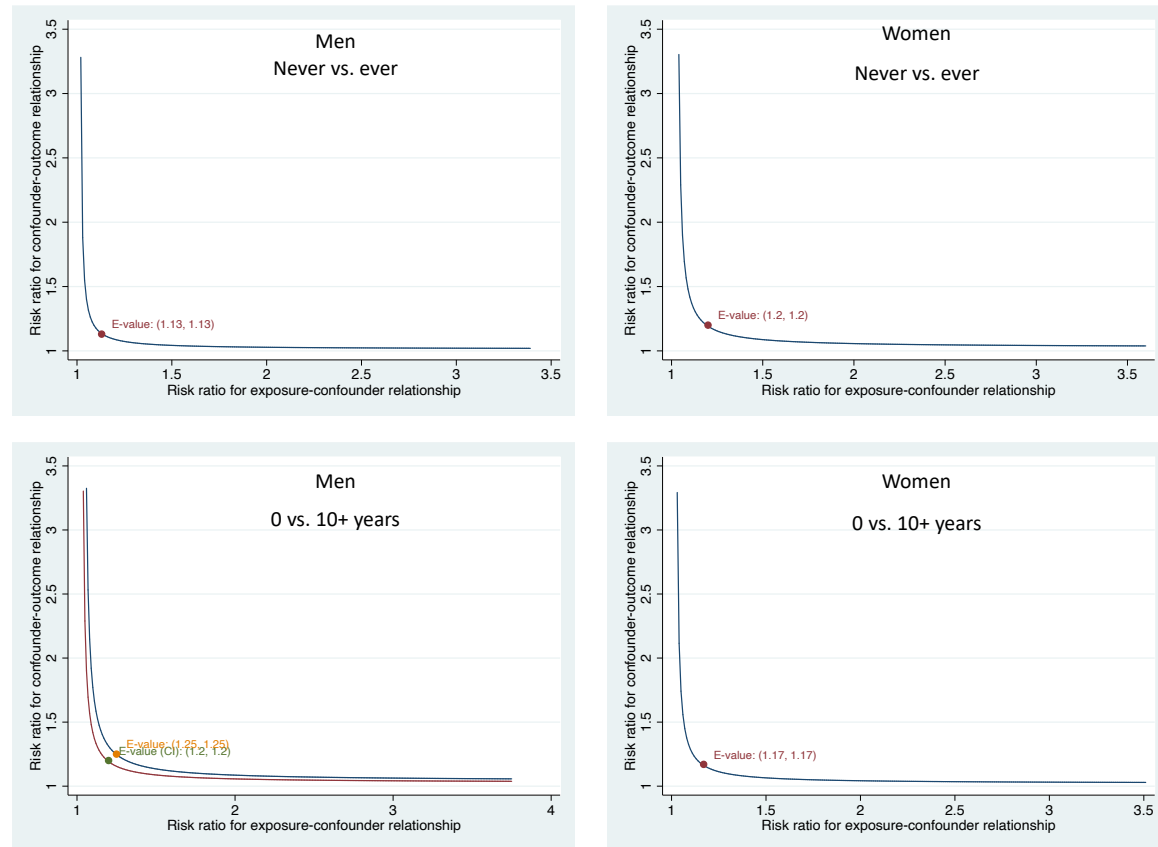 Men
Never vs. ever
Risk ratio for confounder-outcome relationship
3.5
3
2.5
2
1.5
1
E-value: (1.13, 1.13)
1
1.5
2
2.5
3
3.5
Risk ratio for exposure-confounder relationship
Women
Never vs. ever
Risk ratio for confounder-outcome relationship
3.5
3
2.5
2
1.5
1
E-value: (1.2, 1.2)
1
1.5
2
2.5
3
3.5
Risk ratio for exposure-confounder relationship
Men
0 vs. 10+ years
Risk ratio for confounder-outcome relationship
3.5
3
2.5
2
1.5
1
E-value: (1.25, 1.25)
E-value (CI): (1.2, 1.2)
1
2
3
4
Risk ratio for exposure-confounder relationship
Women
0 vs. 10+ years
Risk ratio for confounder-outcome relationship
3.5
3
2.5
2
1.5
1
E-value: (1.17, 1.17)
1
1.5
2
2.5
3
3.5
Risk ratio for exposure-confounder relationship